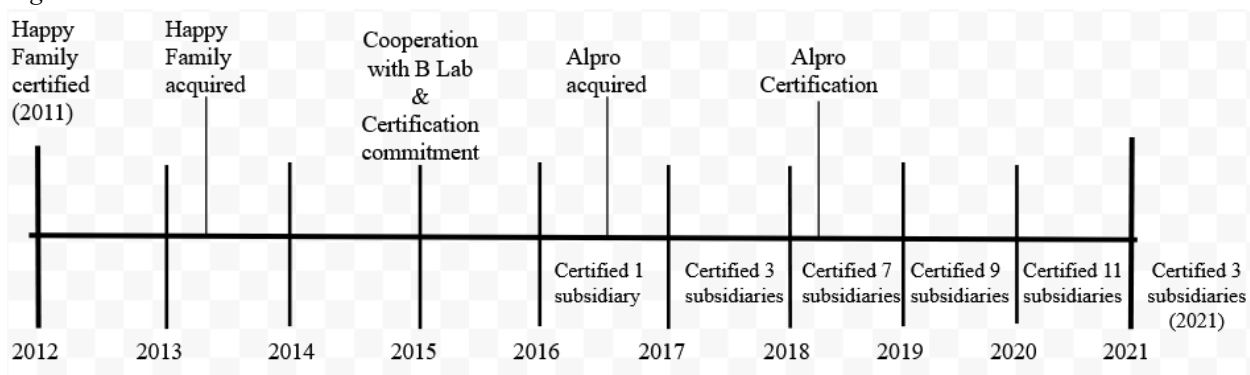 Happy
Family
certified
(2011)
Happy
Family
acquired
Cooperation
with B Lab
&
Certification
commitment
Alpro
acquired
Alpro
Certification
Certified 1
subsidiary
Certified 3
subsidiaries
Certified 7
subsidiaries
Certified 9
subsidiaries
Certified 11
subsidiaries
Certified 3
subsidiaries
(2021)
2012
2013
2014
2015
2016
2017
2018
2019
2020
2021